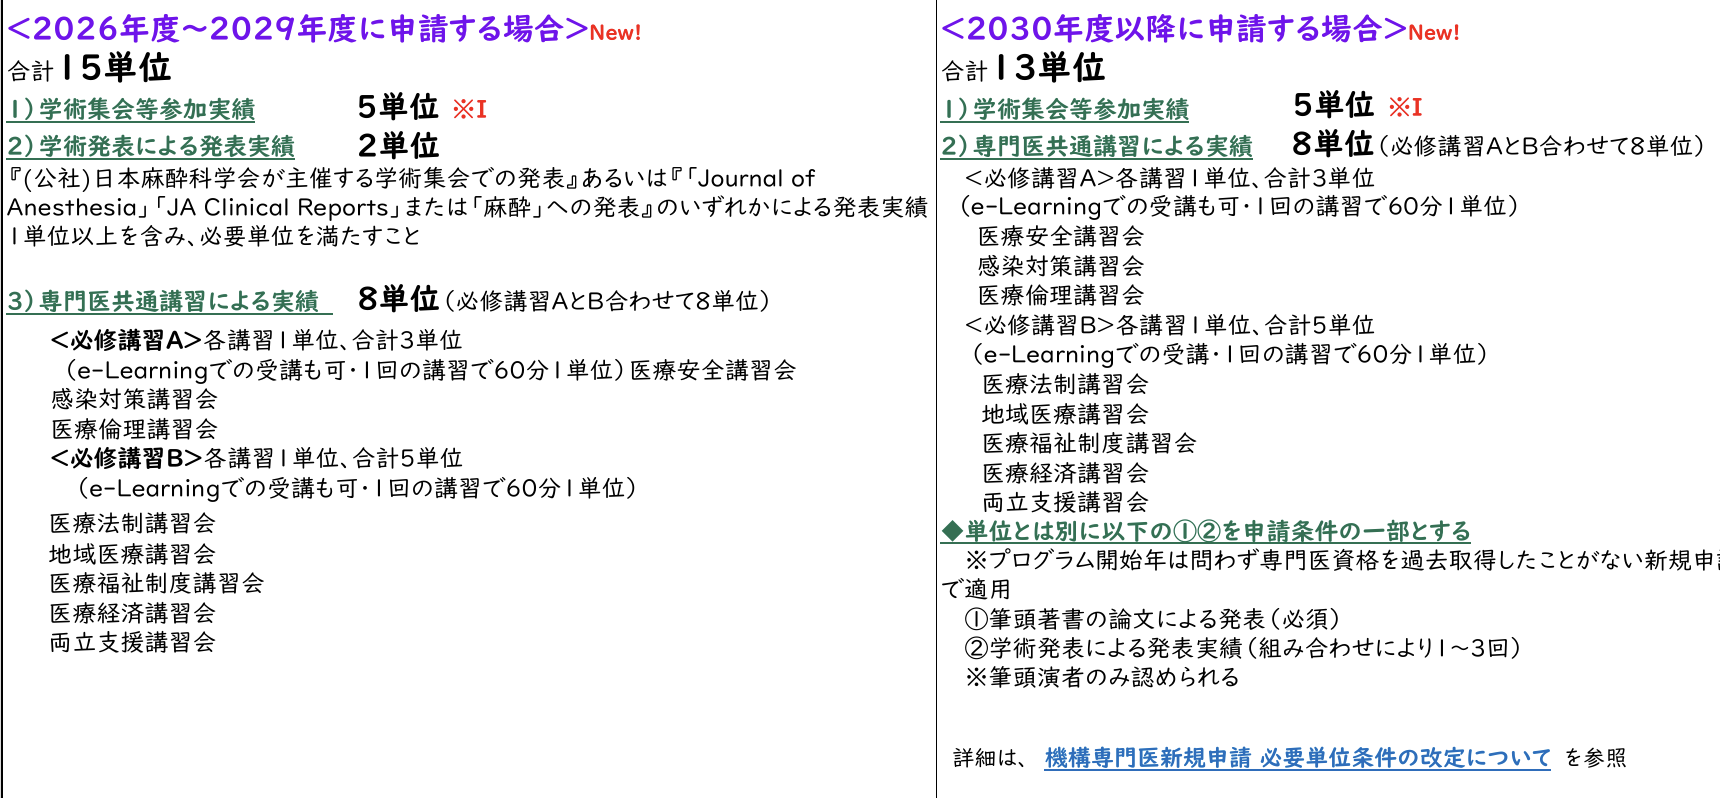 <2026年度～2029年度に申請する場合>New!
合計15単位
1）学術集会等参加実績 5単位 ※I
2）学術発表による発表実績 2単位
『(公社)日本麻酔科学会が主催する学術集会での発表』あるいは『「Journal of
Anesthesia」「JA Clinical Reports」または「麻酔」への発表』のいずれかによる発表実績
1単位以上を含み、必要単位を満たすこと
3）専門医共通講習による実績 8単位（必修講習AとB合わせて8単位）
<必修講習A>各講習1単位、合計3単位
（e-Learningでの受講も可・1回の講習で60分1単位）医療安全講習会
感染対策講習会
医療倫理講習会
<必修講習B>各講習1単位、合計5単位
（e-Learningでの受講も可・1回の講習で60分1単位）
医療法制講習会
地域医療講習会
医療福祉制度講習会
医療経済講習会
両立支援講習会
<2030年度以降に申請する場合>New!
合計13単位
1）学術集会等参加実績 5単位 ※I
2）専門医共通講習による実績 8単位（必修講習AとB合わせて8単位）
<必修講習A>各講習1単位、合計3単位
（e-Learningでの受講も可・1回の講習で60分1単位）
医療安全講習会
感染対策講習会
医療倫理講習会
<必修講習B>各講習1単位、合計5単位
（e-Learningでの受講・1回の講習で60分1単位）
医療法制講習会
地域医療講習会
医療福祉制度講習会
医療経済講習会
両立支援講習会
◆単位とは別に以下の①②を申請条件の一部とする
※プログラム開始年は問わず専門医資格を過去取得したことがない新規申
で適用
①筆頭著書の論文による発表（必須）
②学術発表による発表実績（組み合わせにより1～3回）
※筆頭演者のみ認められる
詳細は、 機構専門医新規申請 必要単位条件の改定について を参照